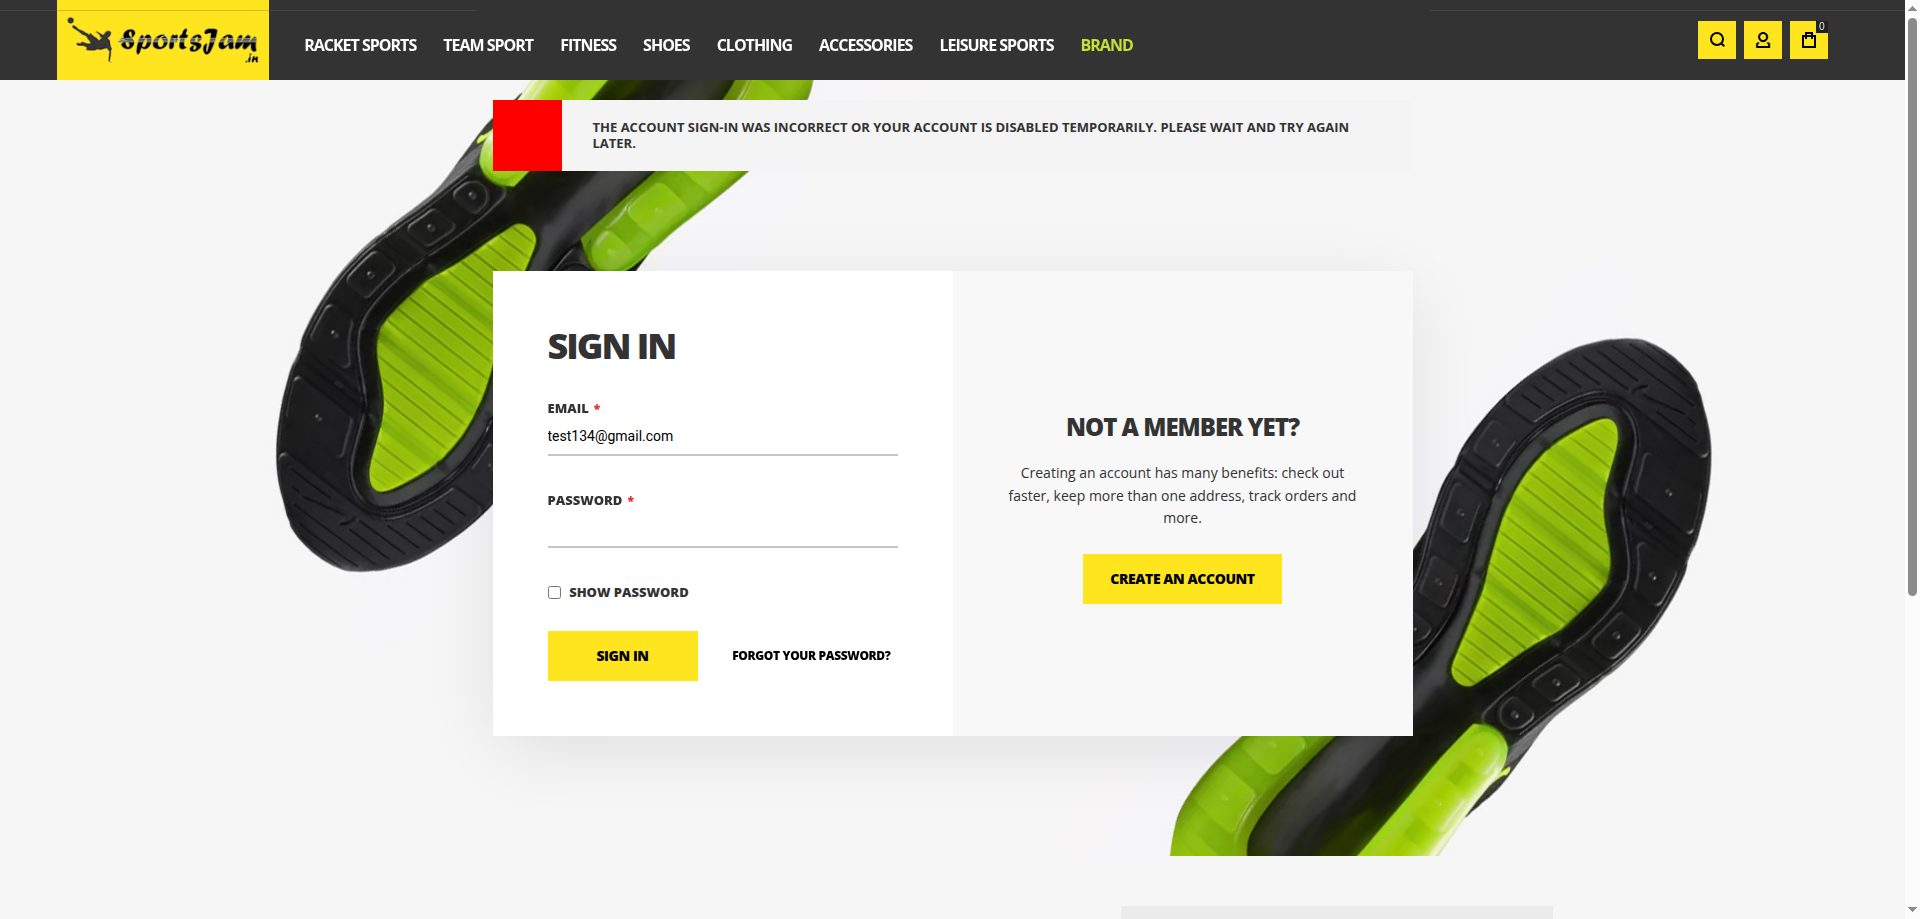 SportsJam
.in
RACKET SPORTS TEAM SPORT FITNESS SHOES CLOTHING ACCESSORIES LEISURE SPORTS BRAND
0
THE ACCOUNT SIGN-IN WAS INCORRECT OR YOUR ACCOUNT IS DISABLED TEMPORARILY. PLEASE WAIT AND TRY AGAIN
LATER.
SIGN IN
EMAIL *
test134@gmail.com
PASSWORD *
SHOW PASSWORD
SIGN IN
FORGOT YOUR PASSWORD?
NOT A MEMBER YET?
Creating an account has many benefits: check out
faster, keep more than one address, track orders and
more.
CREATE AN ACCOUNT